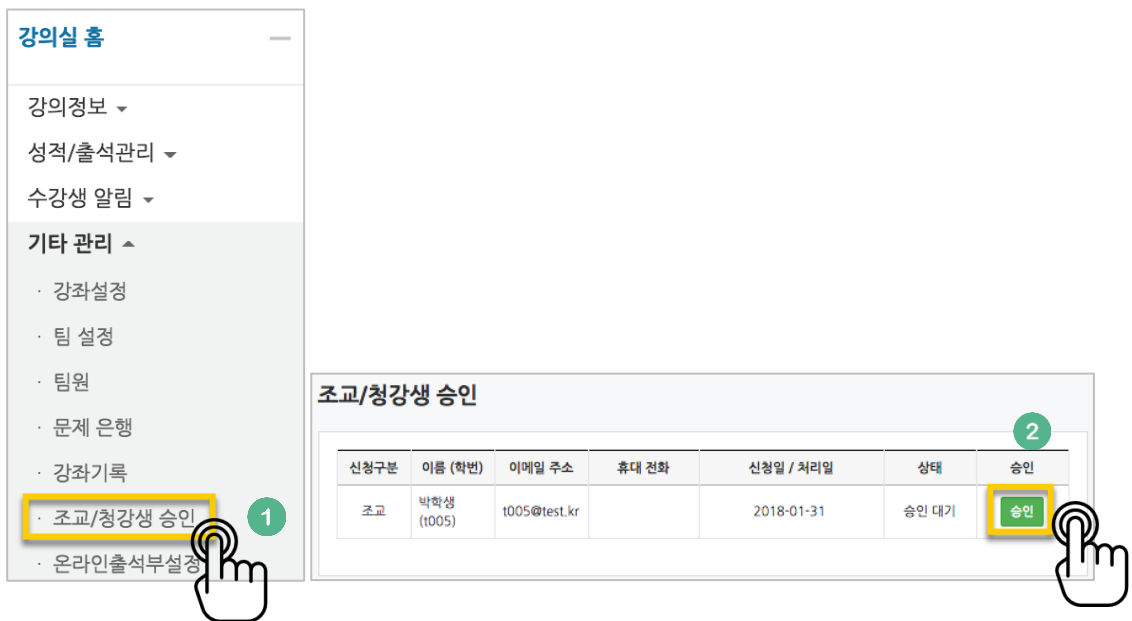 강의실 홈
강의정보
성적/출석관리
수강생 알림
기타 관리
· 강좌설정
· 팀 설정
· 팀원
· 문제 은행
· 강좌기록
· 조교/청강생 승인
1
· 온라인출석부설정
조교/청강생 승인
2
신청구분 이름 (학번) 이메일 주소 휴대 전화 신청일 / 처리일 상태 승인
조교 박학생 (t005) t005@test.kr 2018-01-31 승인 대기 승인